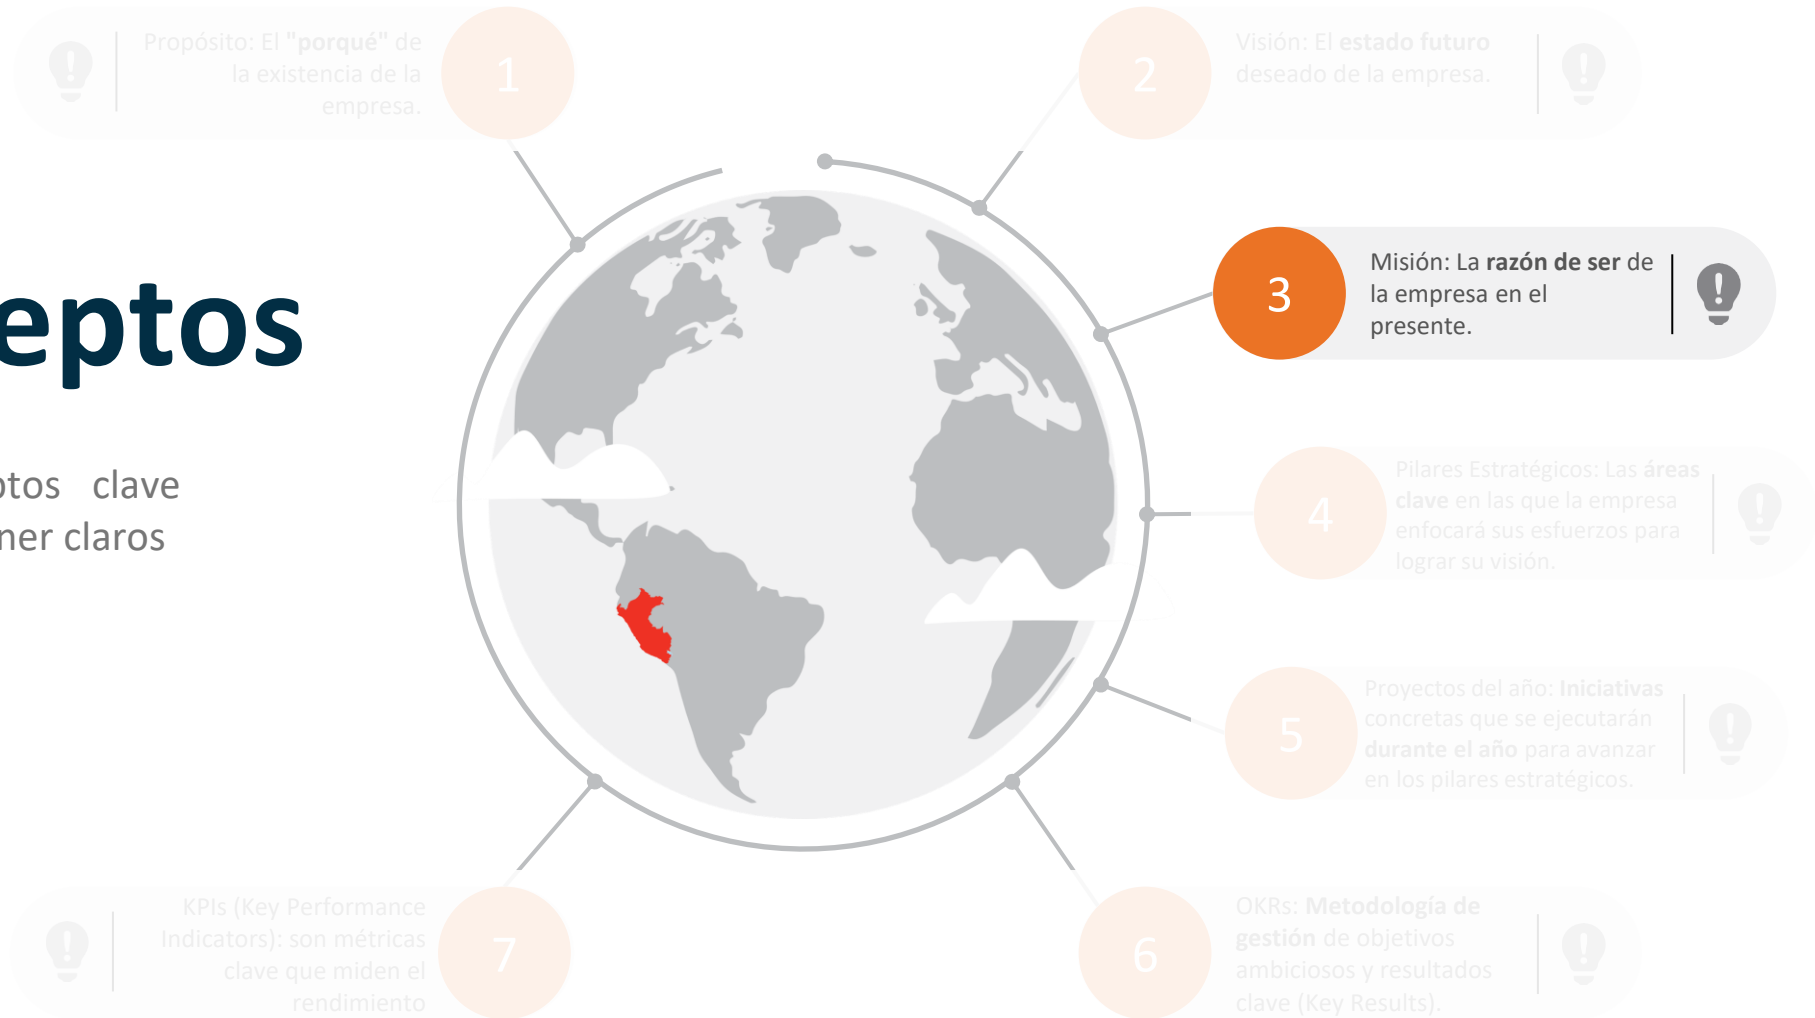 Propósito: El "porqué" de
la existencia de la
empresa.
1
2
Visión: El estado futuro
deseado de la empresa.
3
Misión: La razón de ser de
la empresa en el
presente.
eptos
ptos clave
ner claros
4
Pilares Estratégicos: Las áreas
clave en las que la empresa
enfocará sus esfuerzos para
lograr su visión.
5
Proyectos del año: Iniciativas
concretas que se ejecutarán
durante el año para avanzar
en los pilares estratégicos.
6
OKRs: Metodología de
gestión de objetivos
ambiciosos y resultados
clave (Key Results).
7
KPIs (Key Performance
Indicators): son métricas
clave que miden el
rendimiento